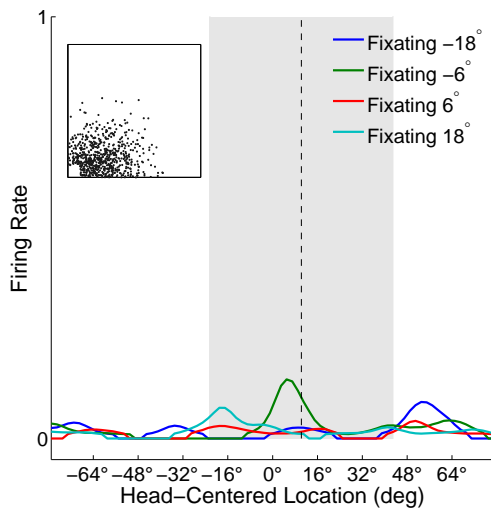 1
Fixating −18°
Fixating −6°
Fixating 6°
Fixating 18°
Firing Rate
0
−64° −48° −32° −16° 0° 16° 32° 48° 64°
Head−Centered Location (deg)